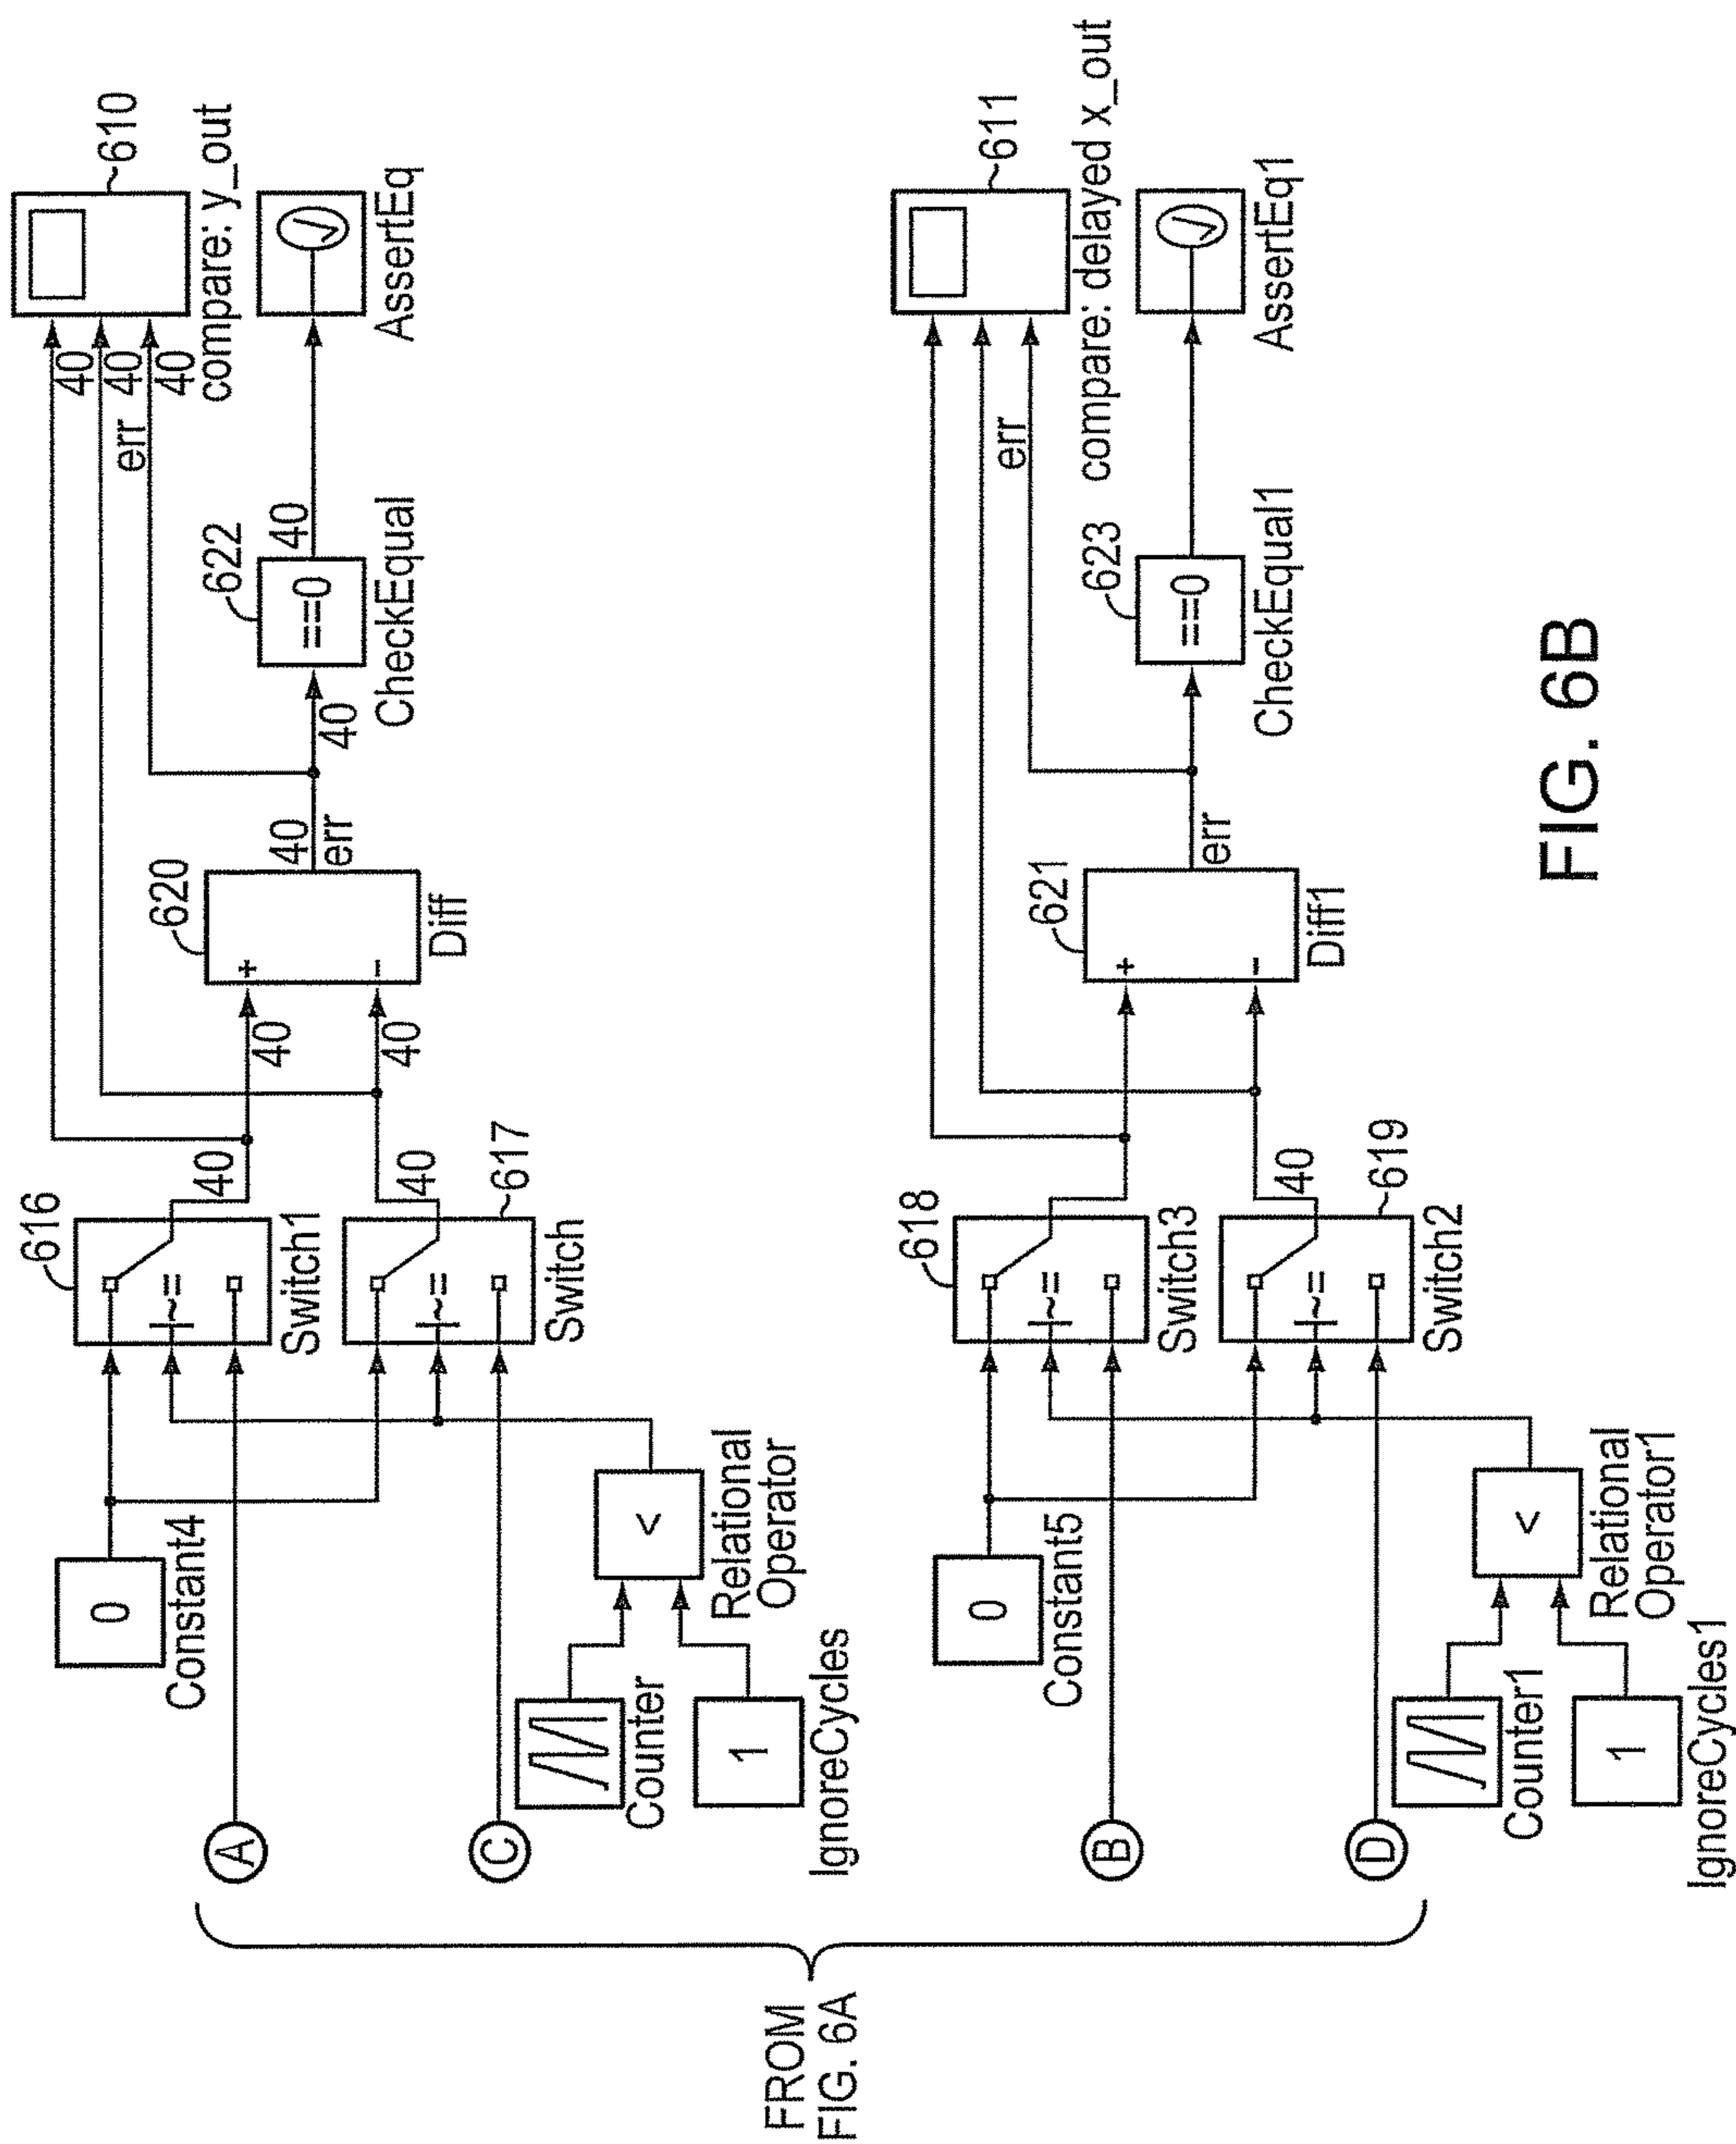 FROM
FIG. 6A
A
C
B
D
0
Constant4
Counter
1
IgnoreCycles
<
Relational
Operator
616
~=
Switch1
40
617
~=
Switch
40
40
40
620
+
-
Diff
40
err
40
622
==0
CheckEqual
40
err
40
40
40
610
compare: y_out
AssertEq
0
Constant5
Counter1
1
IgnoreCycles1
<
Relational
Operator1
618
~=
Switch3
619
~=
Switch2
40
621
+
-
Diff1
err
623
==0
CheckEqual1
err
611
compare: delayed x_out
AssertEq1
FIG. 6B